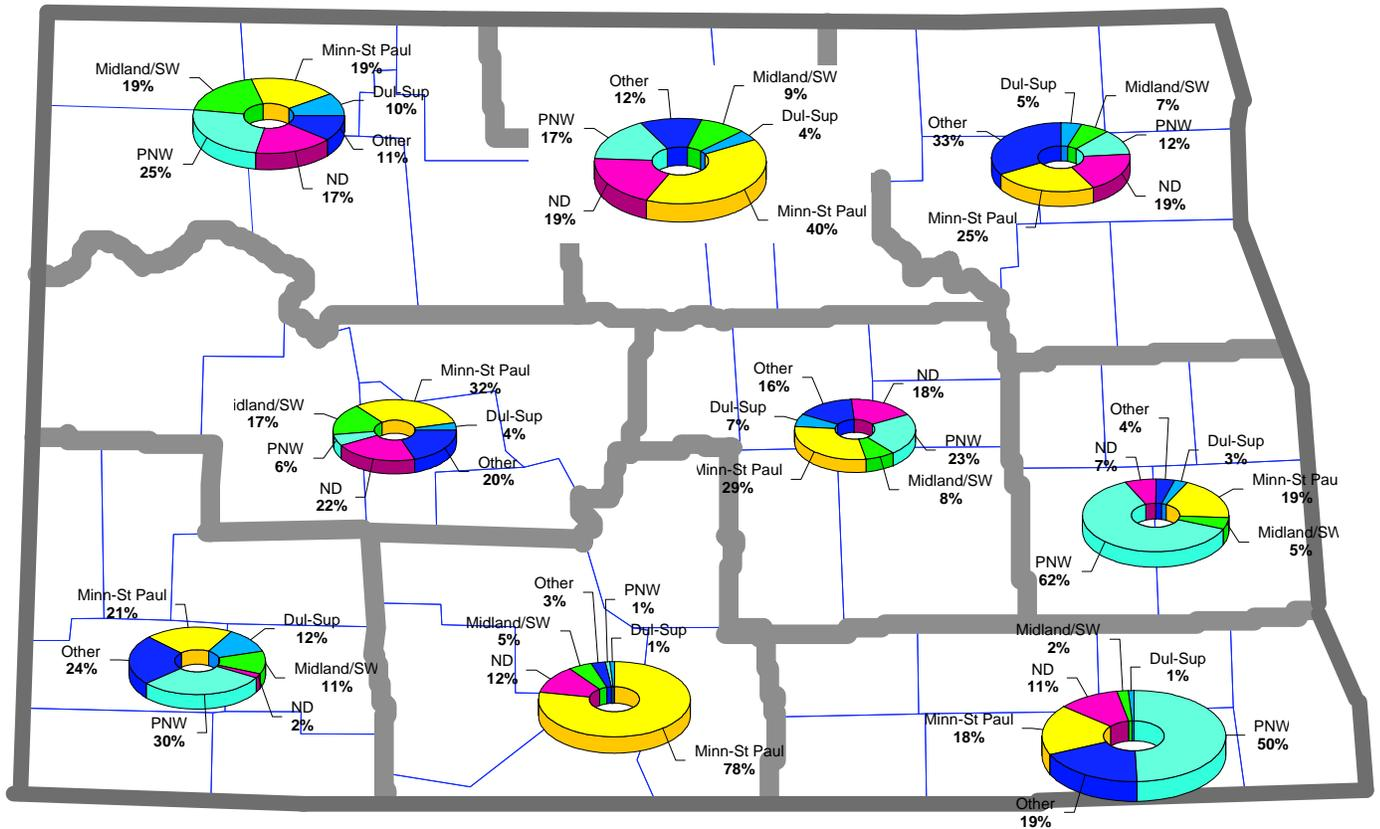 Minn-St Paul
19%
Midland/SW
19%
Dul-Sup
10%
Other
11%
PNW
25%
ND
17%
Midland/SW
9%
Other
12%
Dul-Sup
4%
PNW
17%
ND
19%
Minn-St Paul
40%
Dul-Sup
5%
Midland/SW
7%
Other
33%
PNW
12%
ND
19%
Minn-St Paul
25%
Minn-St Paul
32%
idland/SW
17%
Dul-Sup
4%
PNW
6%
Other
20%
ND
22%
Other
16%
ND
18%
Dul-Sup
7%
PNW
23%
Minn-St Paul
29%
Midland/SW
8%
Other
4%
ND
7%
Dul-Sup
3%
Minn-St Pau
19%
Midland/SW
5%
PNW
62%
Minn-St Paul
21%
Dul-Sup
12%
Other
24%
Midland/SW
11%
ND
2%
PNW
30%
Other
3%
PNW
1%
Midland/SW
5%
Dul-Sup
1%
ND
12%
Minn-St Paul
78%
Midland/SW
2%
Dul-Sup
1%
ND
11%
Minn-St Paul
18%
PNW
50%
Other
19%